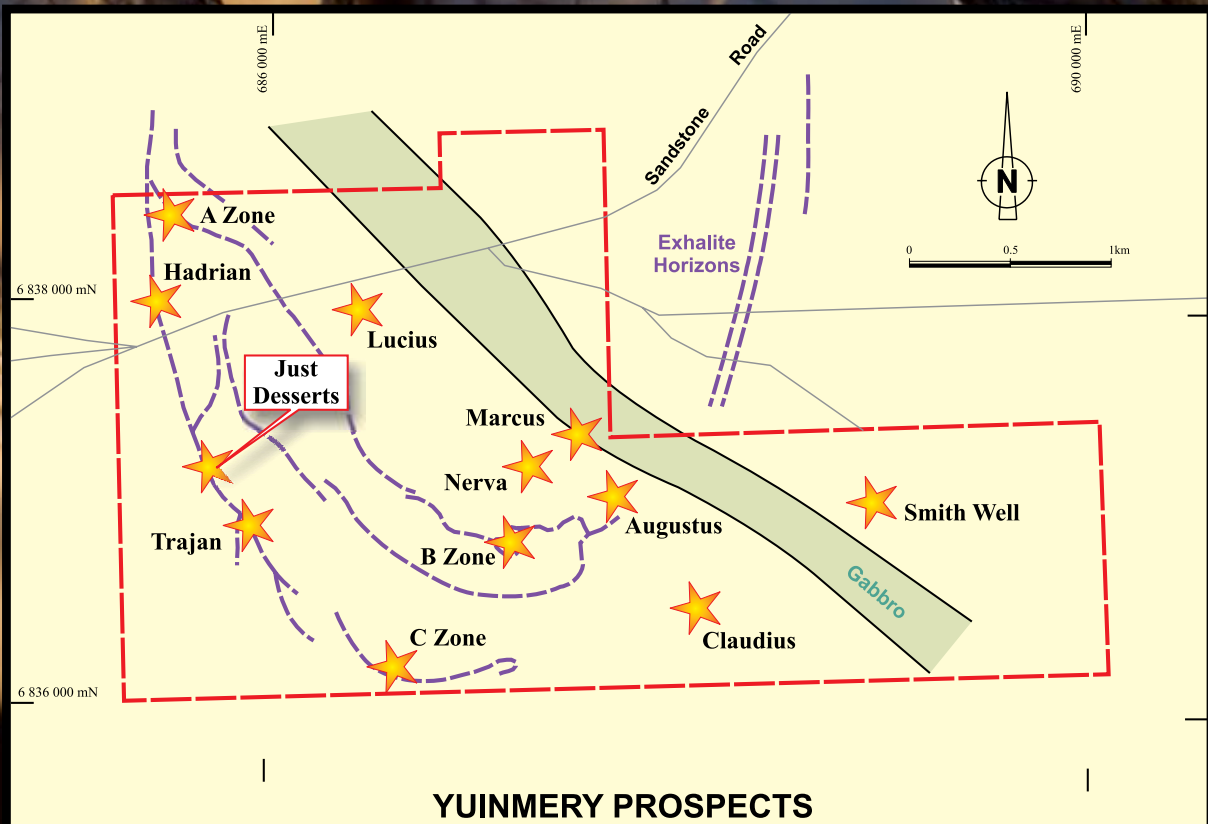 686 000 mE
690 000 mE
Sandstone Road
N
A Zone
Exhalite
Horizons
0 0.5 1km
Hadrian
6 838 000 mN
Lucius
Just
Desserts
Marcus
Nerva
Smith Well
Augustus
Trajan
B Zone
Gabbro
C Zone
Claudius
6 836 000 mN
YUINMERY PROSPECTS